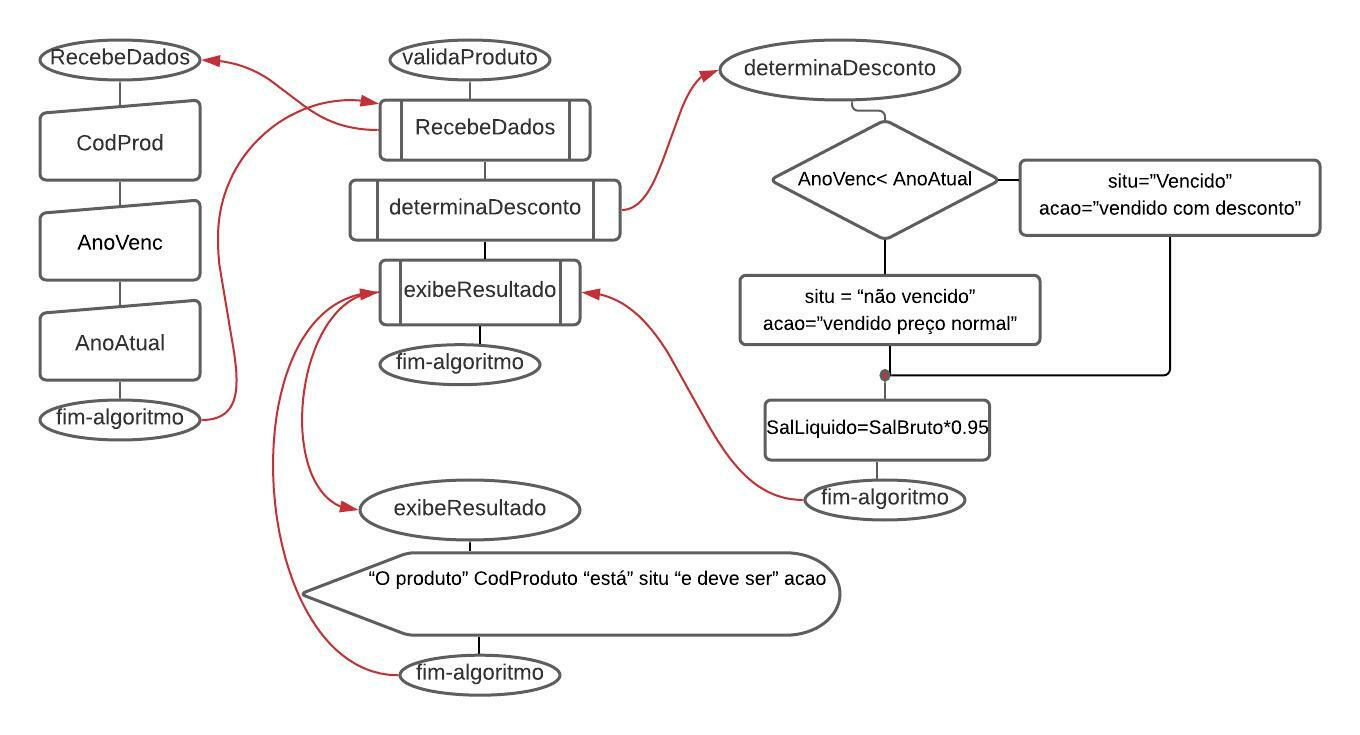 RecebeDados
CodProd
AnoVenc
AnoAtual
fim-algoritmo
validaProduto
RecebeDados
determinaDesconto
exibeResultado
fim-algoritmo
determinaDesconto
AnoVenc< AnoAtual
situ=”Vencido”
acao=”vendido com desconto”
situ = “não vencido”
acao=”vendido preço normal”
SalLiquido=SalBruto*0.95
fim-algoritmo
exibeResultado
“O produto” CodProduto “está” situ “e deve ser” acao
fim-algoritmo